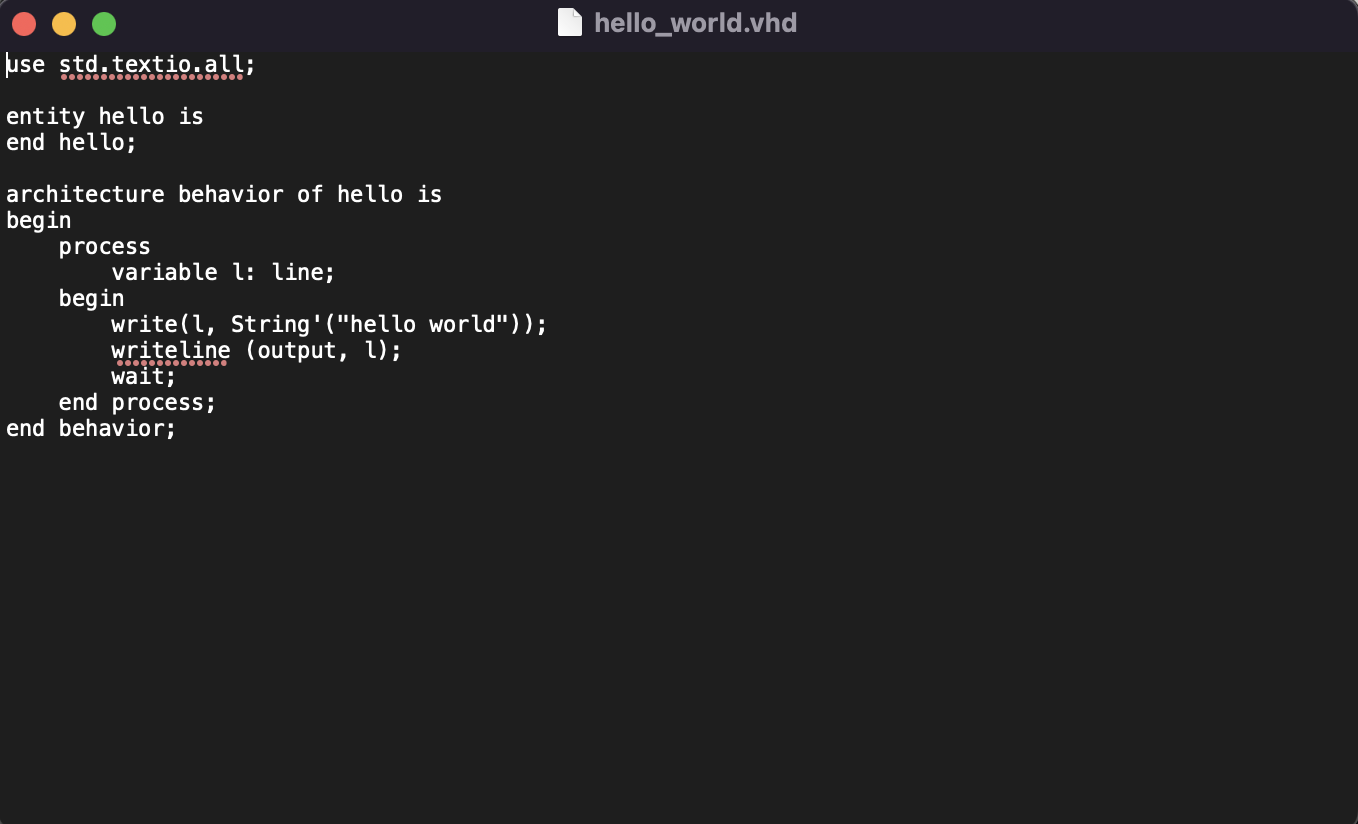 hello_world.vhd
use std.textio.all;
entity hello is
end hello;
architecture behavior of hello is
begin
    process
        variable l: line;
    begin
        write(l, String'("hello world"));
        writeline (output, l);
        wait;
    end process;
end behavior;